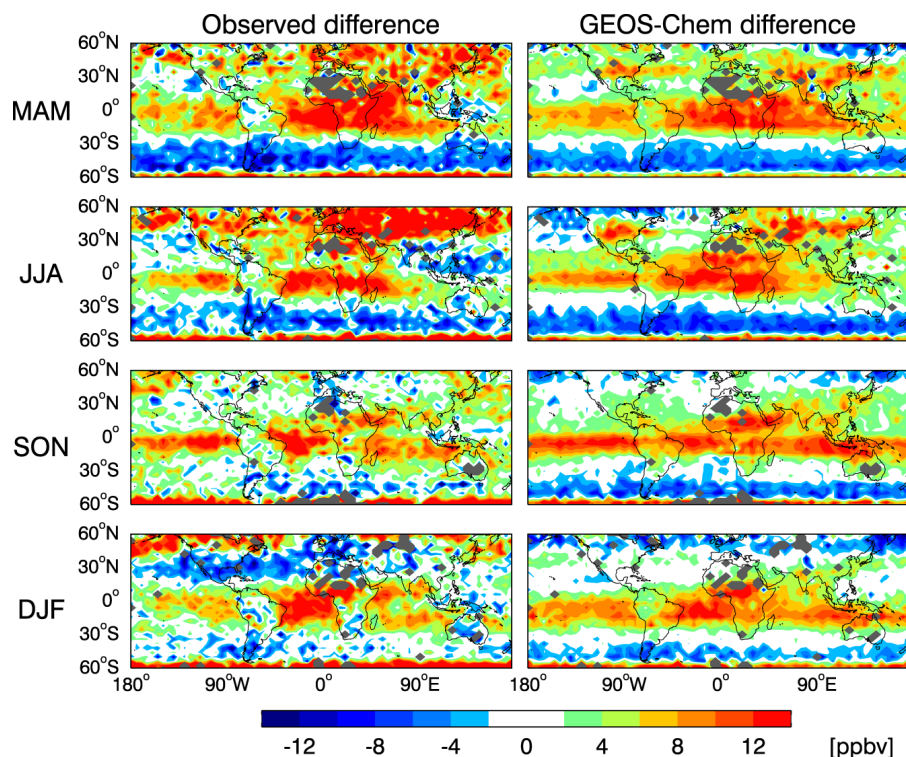 Observed difference GEOS-Chem difference
60°N
30°N
MAM 0°
30°S
60°S
60°N
30°N
JJA 0°
30°S
60°S
60°N
30°N
SON 0°
30°S
60°S
60°N
30°N
DJF 0°
30°S
60°S
180° 90°W 0° 90°E 180° 90°W 0° 90°E
-12 -8 -4 0 4 8 12 [ppbv]